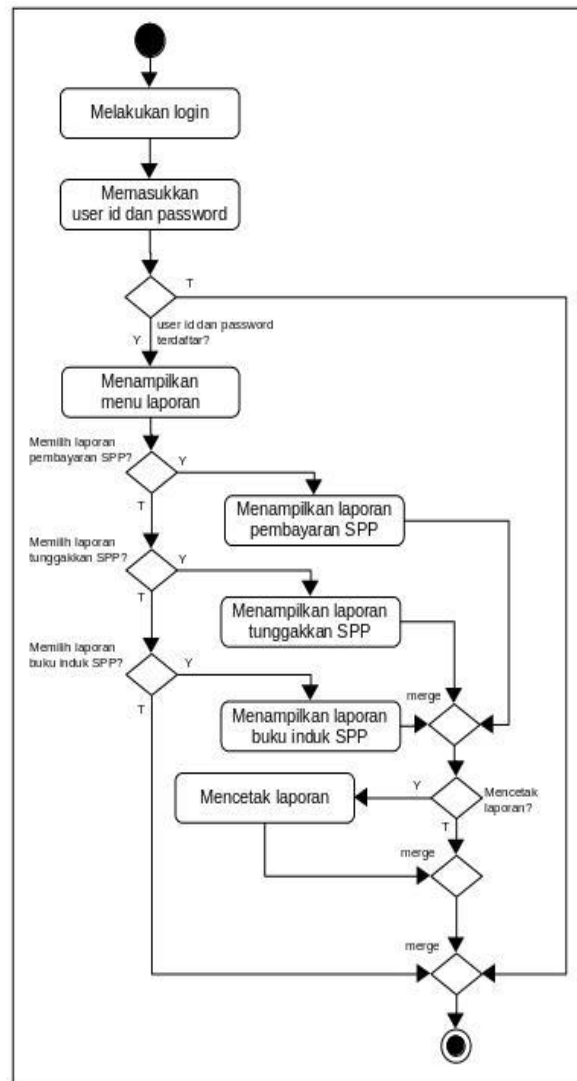 Melakukan login
Memasukkan
user id dan password
T
user id dan password
terdaftar?
Y
Menampilkan
menu laporan
Memilih laporan
pembayaran SPP?
Y
T
Menampilkan laporan
pembayaran SPP
Memilih laporan
tunggakkan SPP?
Y
T
Menampilkan laporan
tunggakkan SPP
Memilih laporan
buku induk SPP?
Y
T
Menampilkan laporan
buku induk SPP
merge
Mencetak laporan
Y
Mencetak
laporan?
T
merge
merge